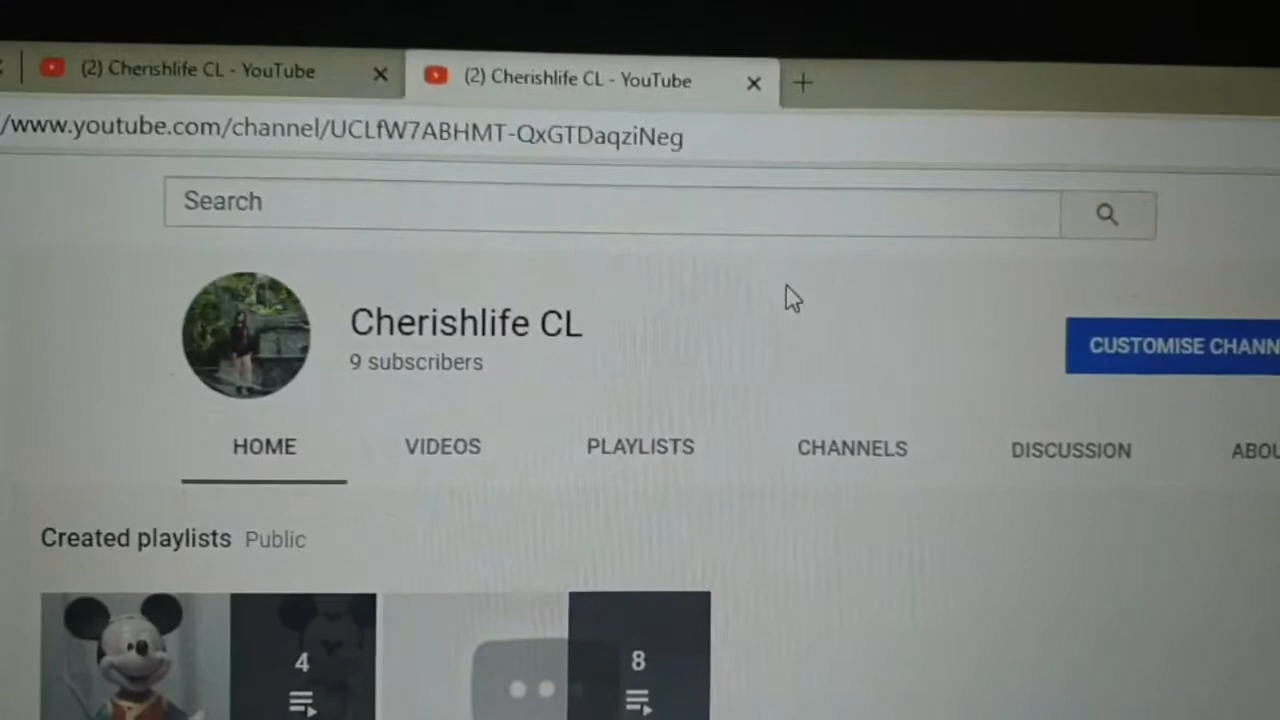 (2) Cherishlife CL - YouTube
(2) Cherishlife CL - YouTube
/www.youtube.com/channel/UCLfW7ABHMT-QxGTDaqziNeg
Search
Cherishlife CL
9 subscribers
CUSTOMISE CHANN
HOME VIDEOS PLAYLISTS CHANNELS DISCUSSION ABOU
Created playlists Public
4
8